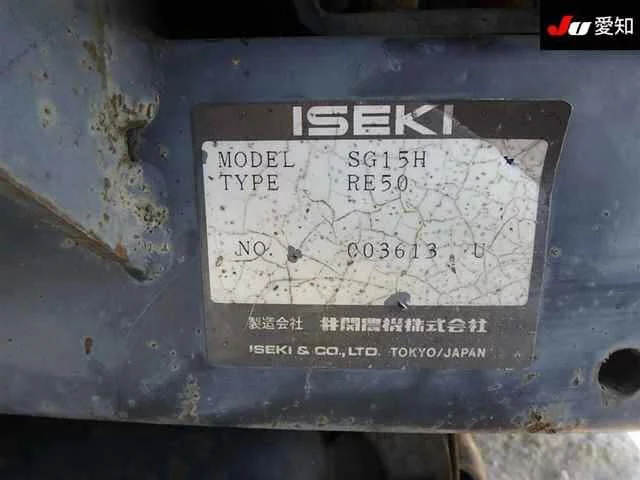 JU 愛知
ISEKI
MODEL SG15H
TYPE RE50
NO. 003613 U
製造会社 井関農機株式会社
ISEKI & CO., LTD. TOKYO/JAPAN